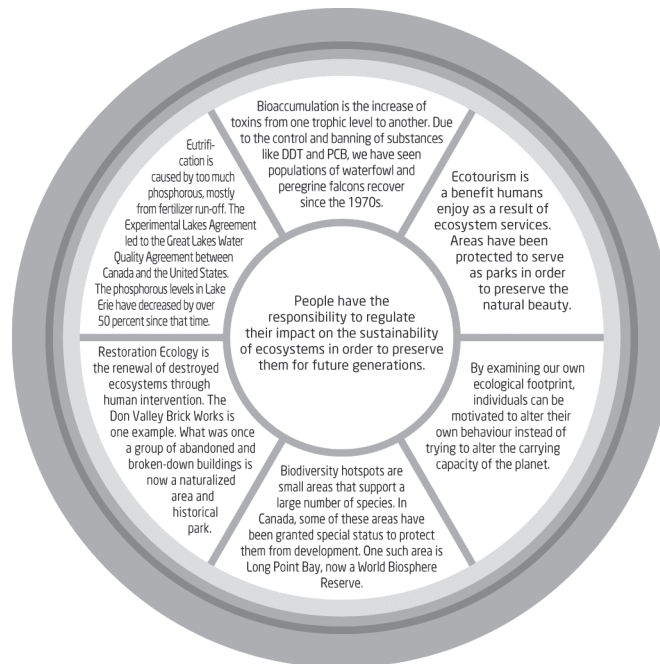 Bioaccumulation is the increase of
toxins from one trophic level to another. Due
to the control and banning of substances
like DDT and PCB, we have seen
populations of waterfowl and
peregrine falcons recover
since the 1970s.
Ecotourism is
a benefit humans
enjoy as a result of
ecosystem services.
Areas have been
protected to serve
as parks in order
to preserve the
natural beauty.
By examining our own
ecological footprint,
individuals can be
motivated to alter their
own behaviour instead of
trying to alter the carrying
capacity of the planet.
Biodiversity hotspots are
small areas that support a
large number of species. In
Canada, some of these areas have
been granted special status to protect
them from development. One such area is
Long Point Bay, now a World Biosphere
Reserve.
Restoration Ecology is
the renewal of destroyed
ecosystems through
human intervention. The
Don Valley Brick Works is
one example. What was once
a group of abandoned and
broken-down buildings is
now a naturalized
area and
historical
park.
Eutrifi-
cation is
caused by too much
phosphorous, mostly
from fertilizer run-off. The
Experimental Lakes Agreement
led to the Great Lakes Water
Quality Agreement between
Canada and the United States.
The phosphorous levels in Lake
Erie have decreased by over
50 percent since that time.
People have the
responsibility to regulate
their impact on the sustainability
of ecosystems in order to preserve
them for future generations.